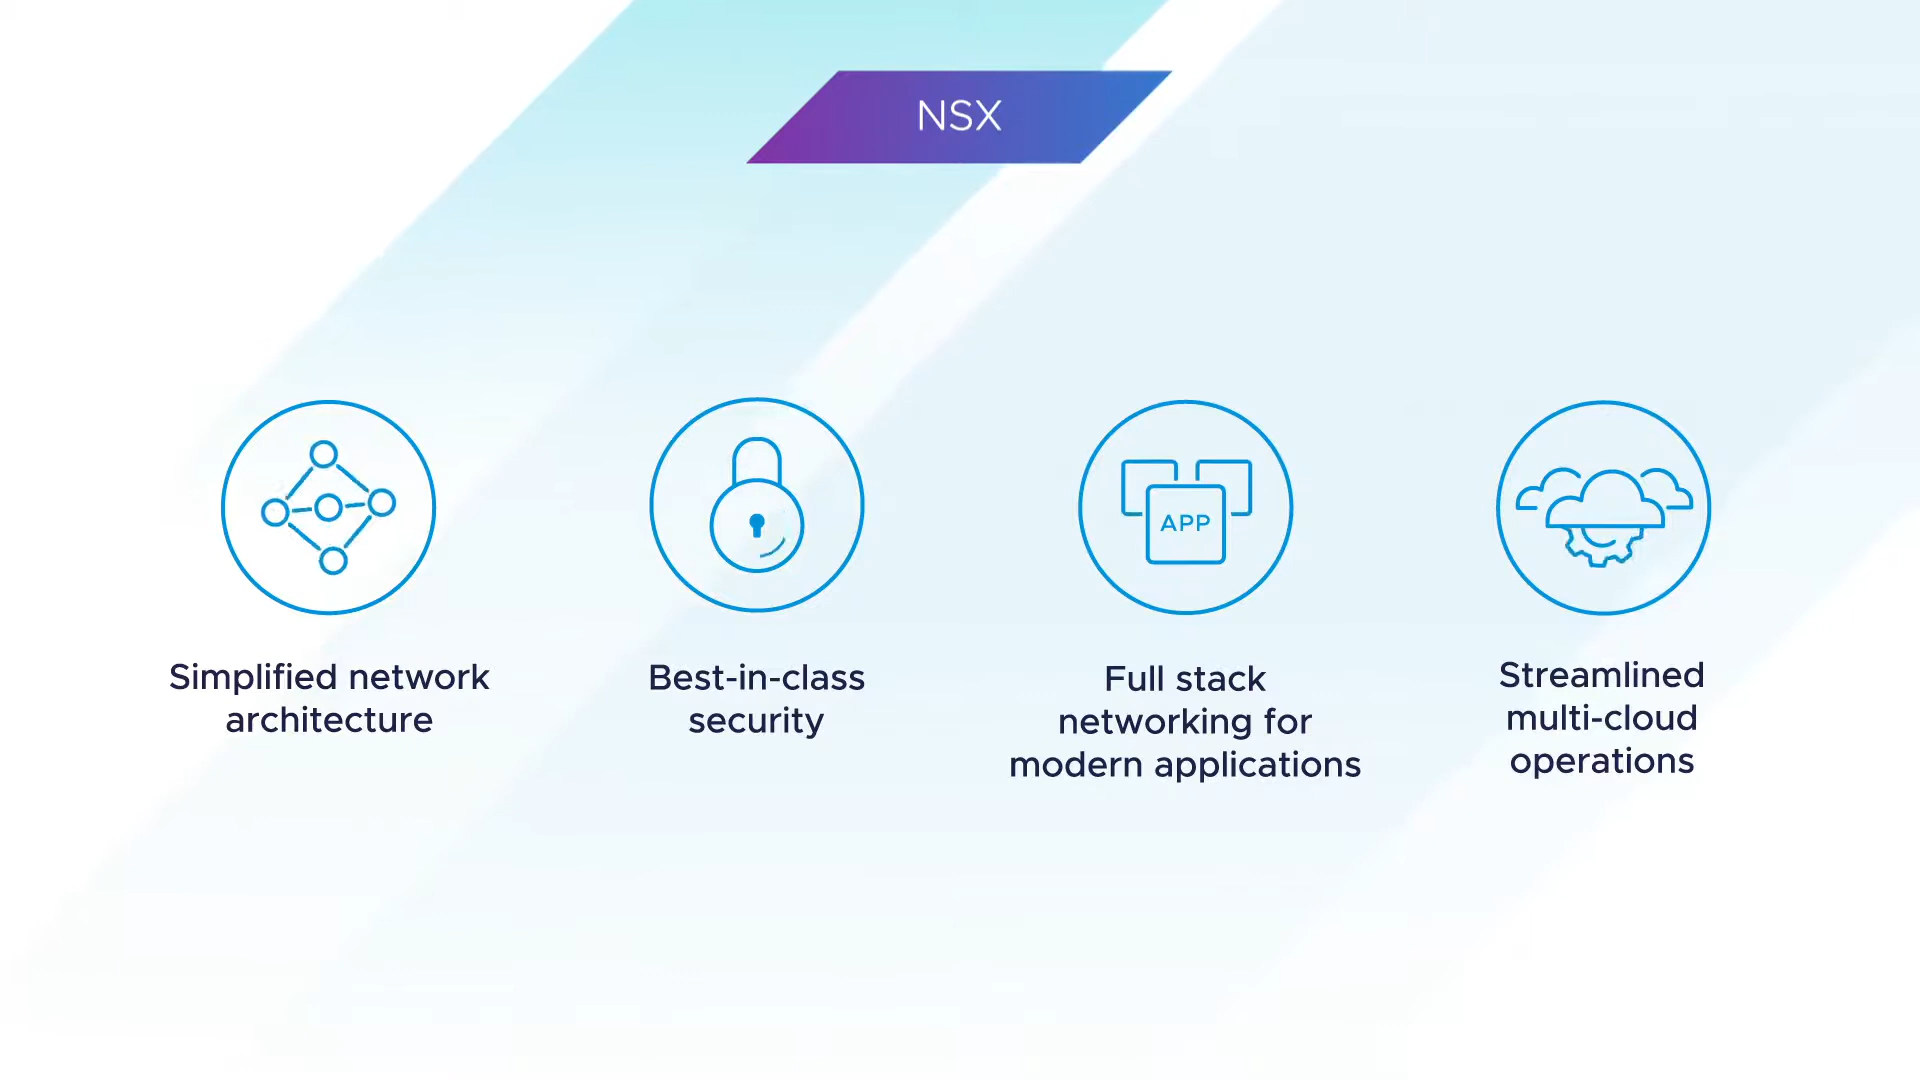 NSX
APP
Simplified network
architecture
Best-in-class
security
Full stack
networking for
modern applications
Streamlined
multi-cloud
operations